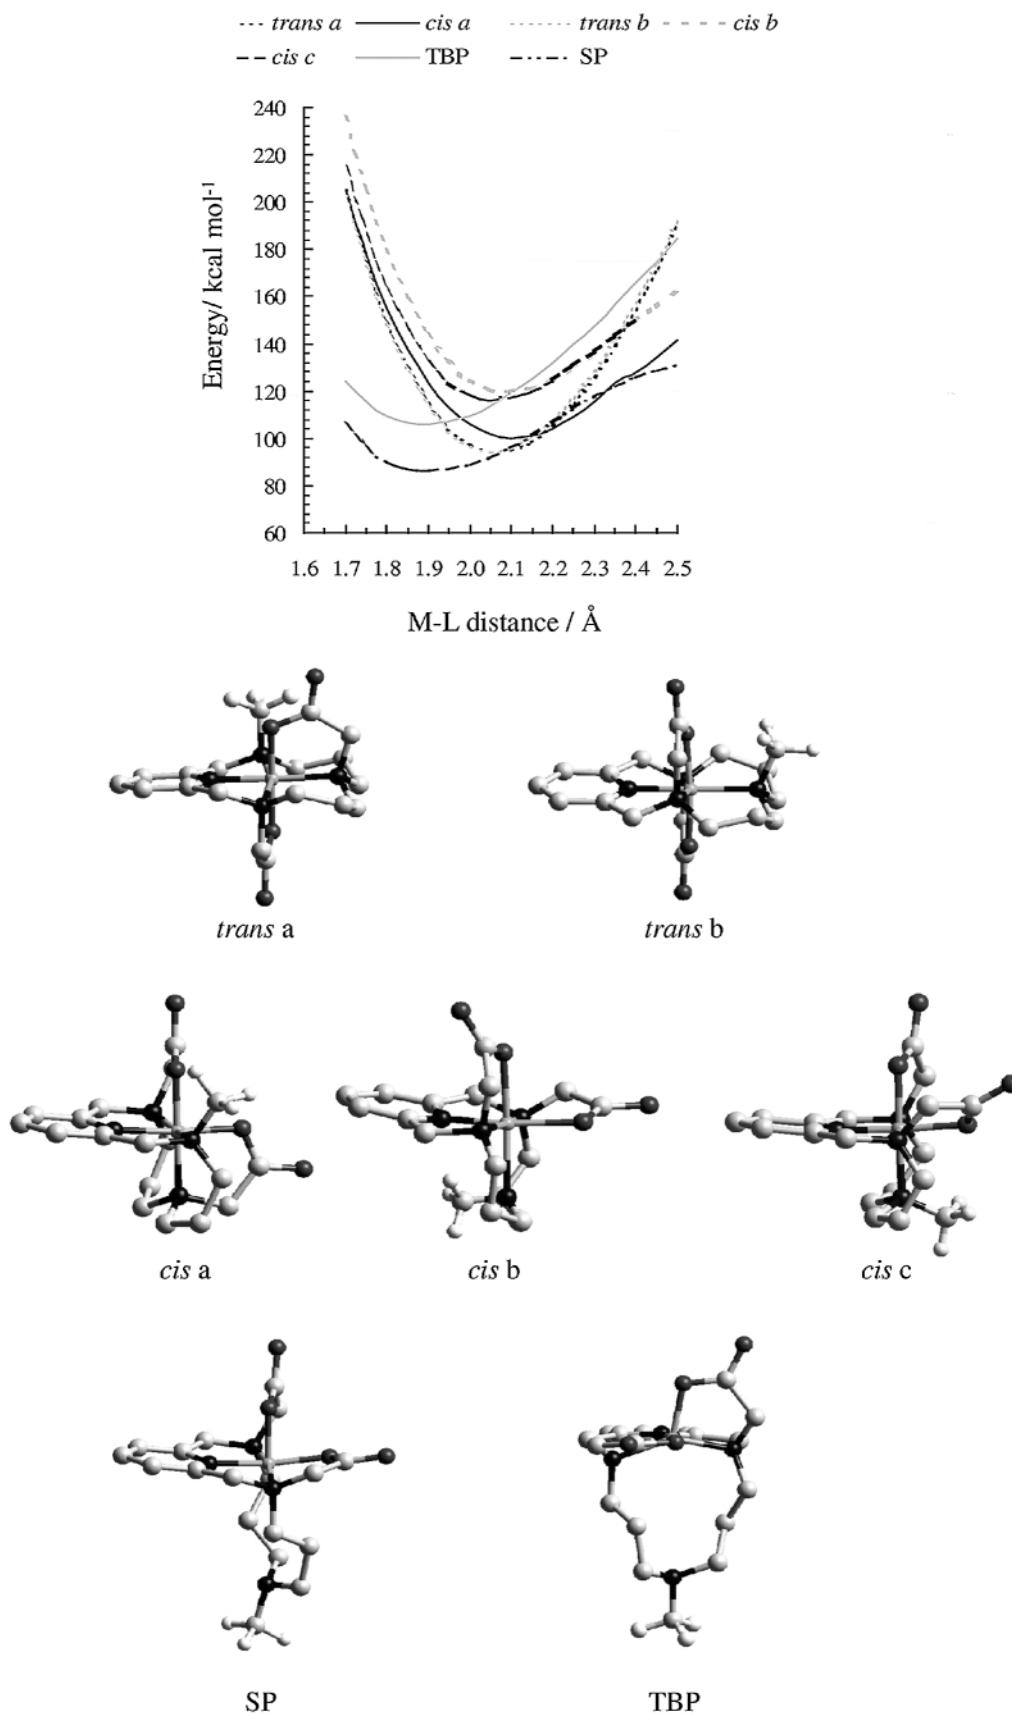 trans a cis a trans b cis b
cis c TBP SP
240
220
200
180
160
140
120
100
80
60
Energy/ kcal mol-1
1.6 1.7 1.8 1.9 2.0 2.1 2.2 2.3 2.4 2.5
M-L distance / Å
trans a trans b
cis a cis b cis c
SP TBP